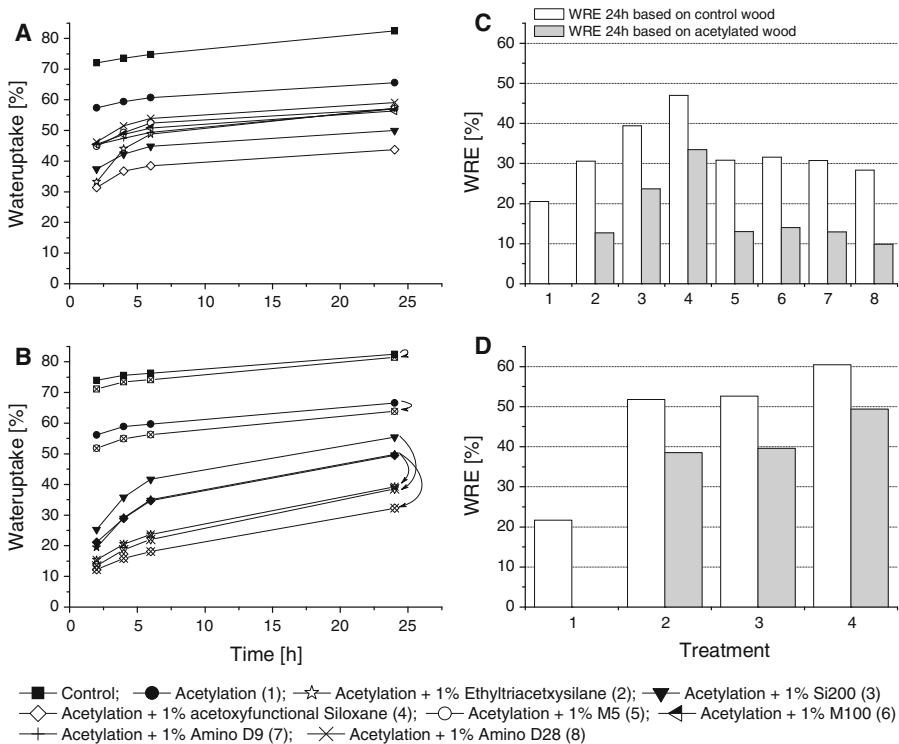 A
Wateruptake [%]
90
80
70
60
50
40
30
20
10
0
0 5 10 15 20 25
C
WRE 24h based on control wood
WRE 24h based on acetylated wood
WRE [%]
60
50
40
30
20
10
0
1 2 3 4 5 6 7 8
B
Wateruptake [%]
90
80
70
60
50
40
30
20
10
0
0 5 10 15 20 25
Time [h]
D
WRE [%]
60
50
40
30
20
10
0
1 2 3 4
Treatment
Control; Acetylation (1); Acetylation + 1% Ethyltriacetxysilane (2); Acetylation + 1% Si200 (3)
Acetylation + 1% acetoxyfunctional Siloxane (4); Acetylation + 1% M5 (5); Acetylation + 1% M100 (6)
Acetylation + 1% Amino D9 (7); Acetylation + 1% Amino D28 (8)